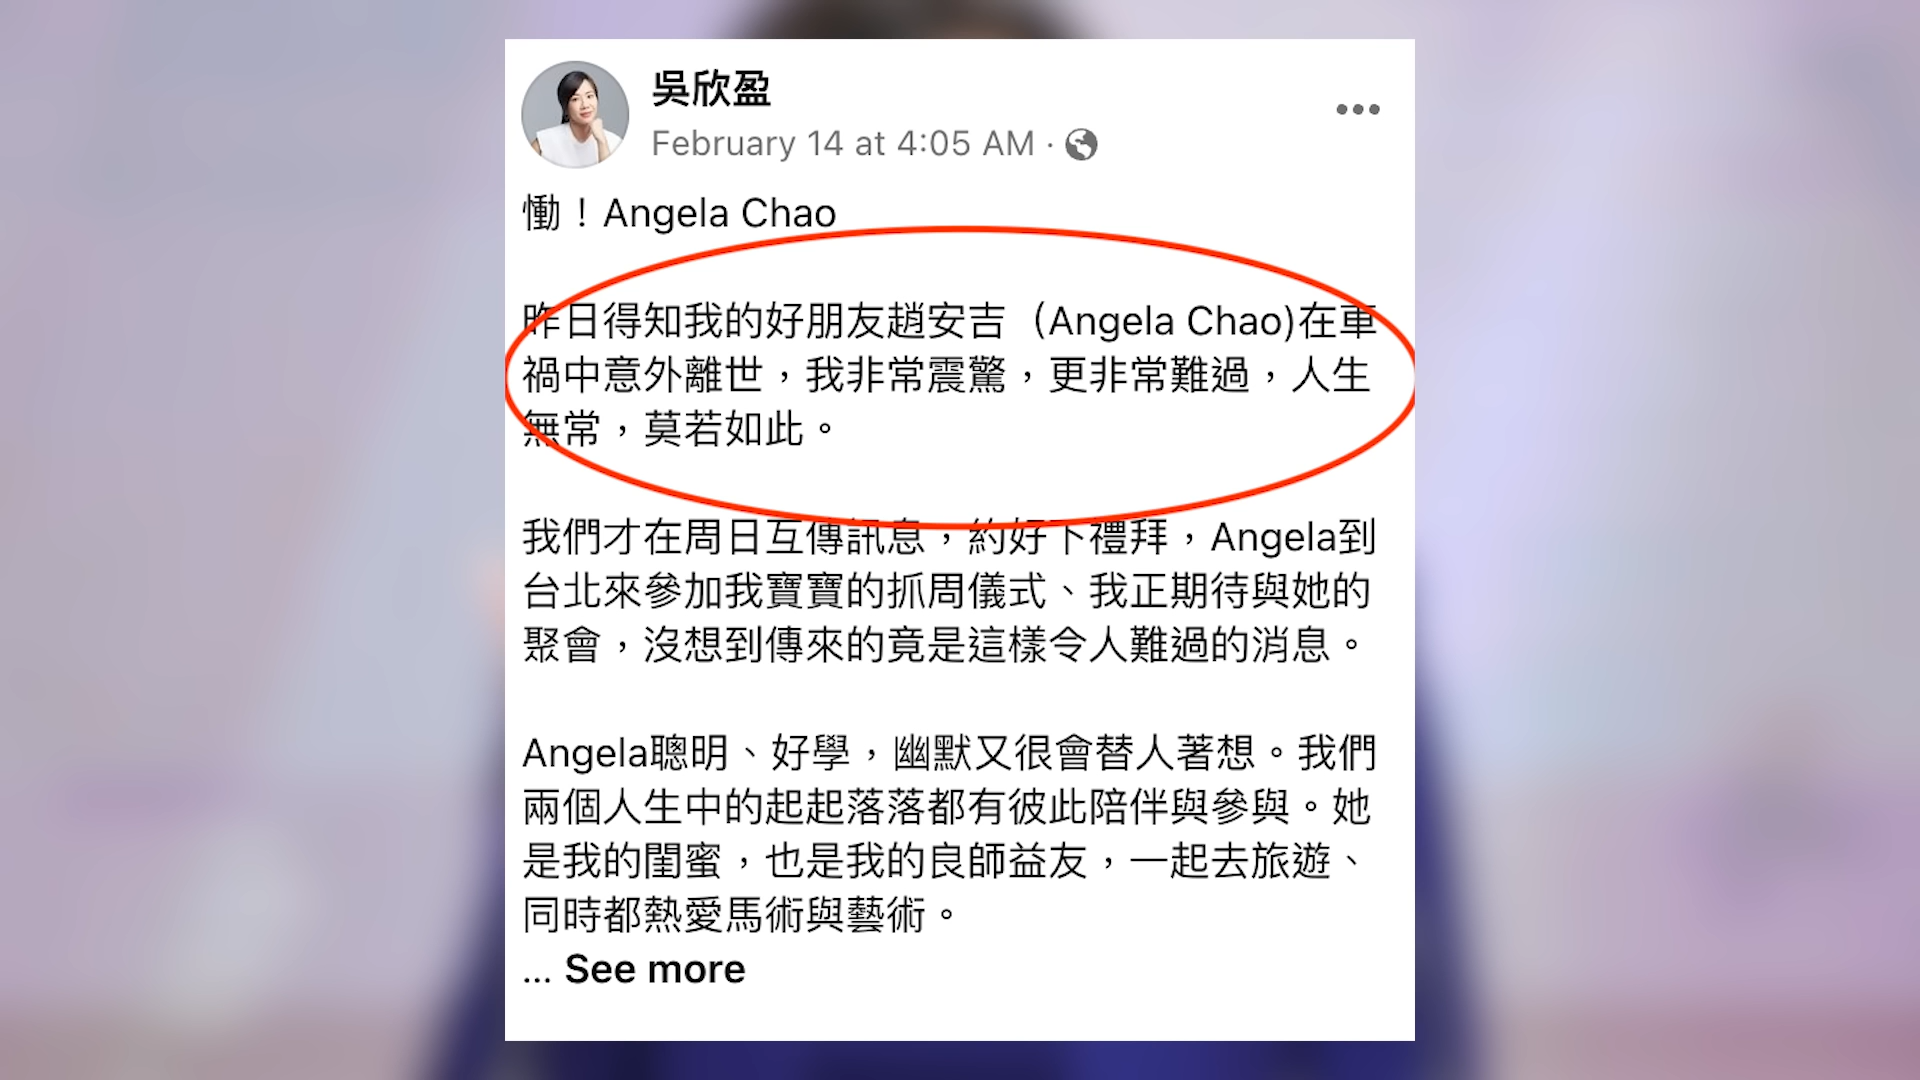 吳欣盈
February 14 at 4:05 AM ·
慟！Angela Chao
昨日得知我的好朋友趙安吉（Angela Chao)在車
禍中意外離世，我非常震驚，更非常難過，人生
無常，莫若如此。
我們才在周日互傳訊息，約好下禮拜，Angela到
台北來參加我寶寶的抓周儀式、我正期待與她的
聚會，沒想到傳來的竟是這樣令人難過的消息。
Angela聰明、好學，幽默又很會替人著想。我們
兩個人生中的起起落落都有彼此陪伴與參與。她
是我的閨蜜，也是我的良師益友，一起去旅遊、
同時都熱愛馬術與藝術。
... See more